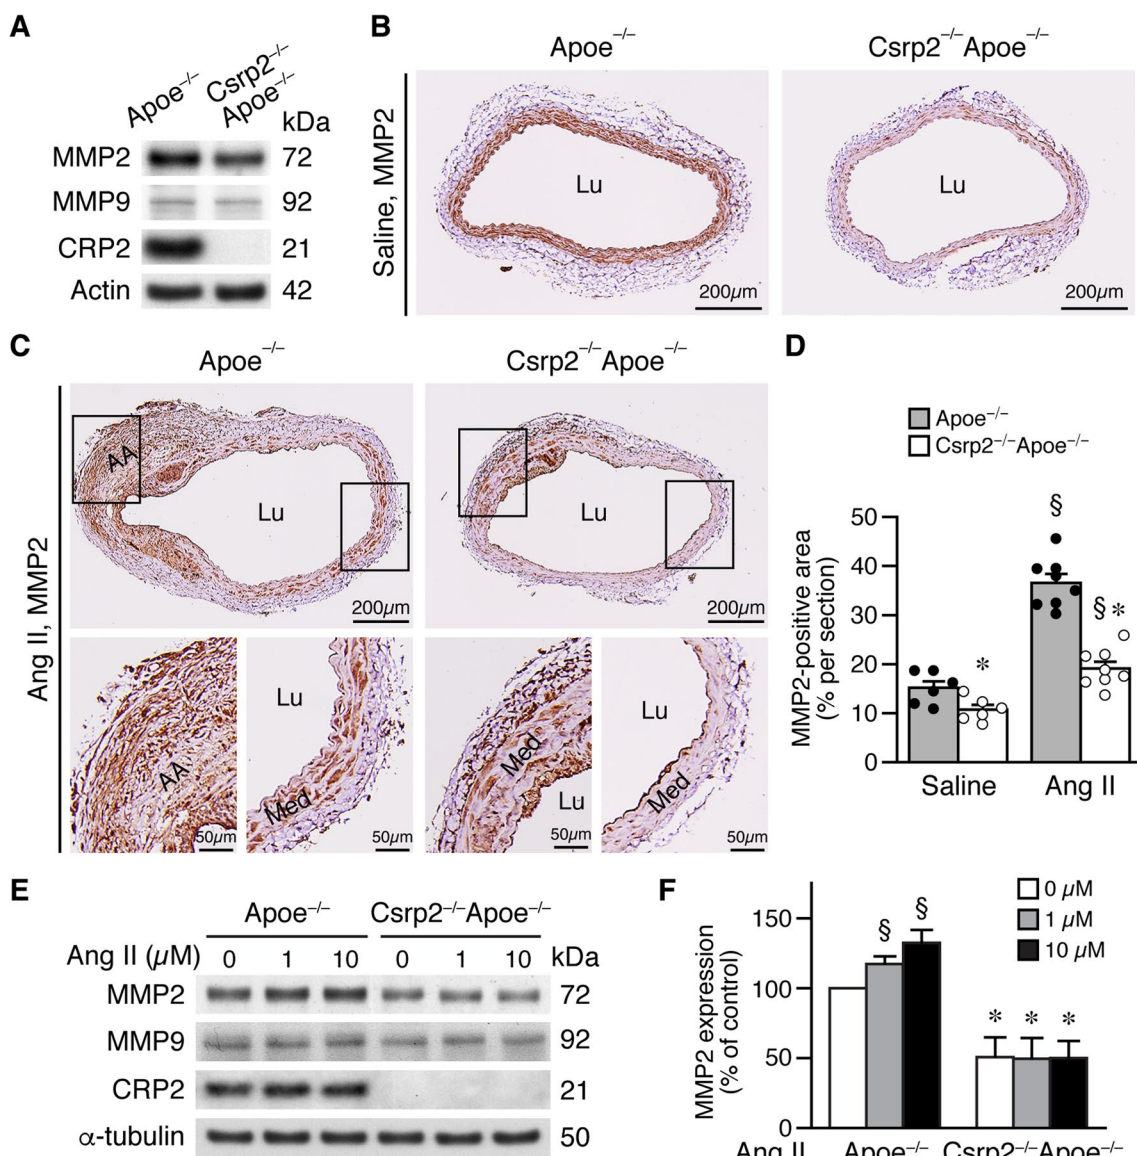 A
Apoe−/−
Csrp2−/−
Apoe−/−
kDa
MMP2 72
MMP9 92
CRP2 21
Actin 42
B
Apoe−/− Csrp2−/−Apoe−/−
Saline, MMP2
Lu Lu
200µm 200µm
C
Apoe−/− Csrp2−/−Apoe−/−
Ang II, MMP2
AA
Lu Lu
200µm 200µm
AA
Lu
Med
Med
Lu
Lu
Med
50µm 50µm 50µm 50µm
D
Apoe−/−
Csrp2−/−Apoe−/−
MMP2-positive area
(% per section)
50
40
30
20
10
0
§
§ *
*
Saline Ang II
E
Apoe−/− Csrp2−/−Apoe−/−
Ang II (µM) 0 1 10 0 1 10 kDa
MMP2 72
MMP9 92
CRP2 21
α-tubulin 50
F
0 µM
1 µM
10 µM
MMP2 expression
(% of control)
150
100
50
0
§ §
* * *
Ang II Apoe−/− Csrp2−/−Apoe−/−